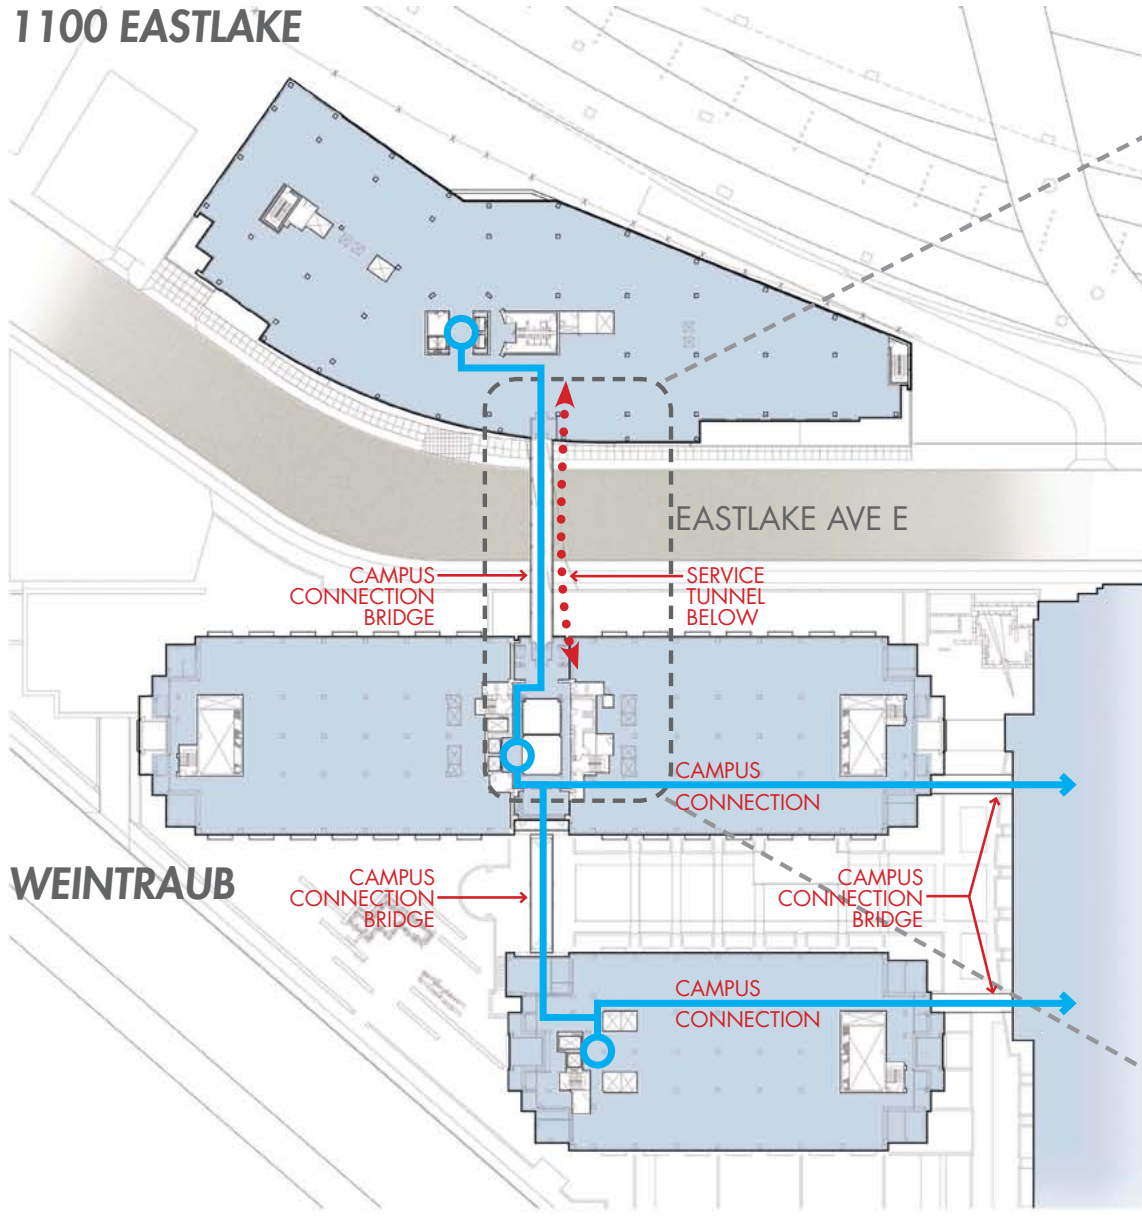 1100 EASTLAKE
EASTLAKE AVE E
CAMPUS
CONNECTION
BRIDGE
SERVICE
TUNNEL
BELOW
CAMPUS
CONNECTION
WEINTRAUB
CAMPUS
CONNECTION
BRIDGE
CAMPUS
CONNECTION
BRIDGE
CAMPUS
CONNECTION